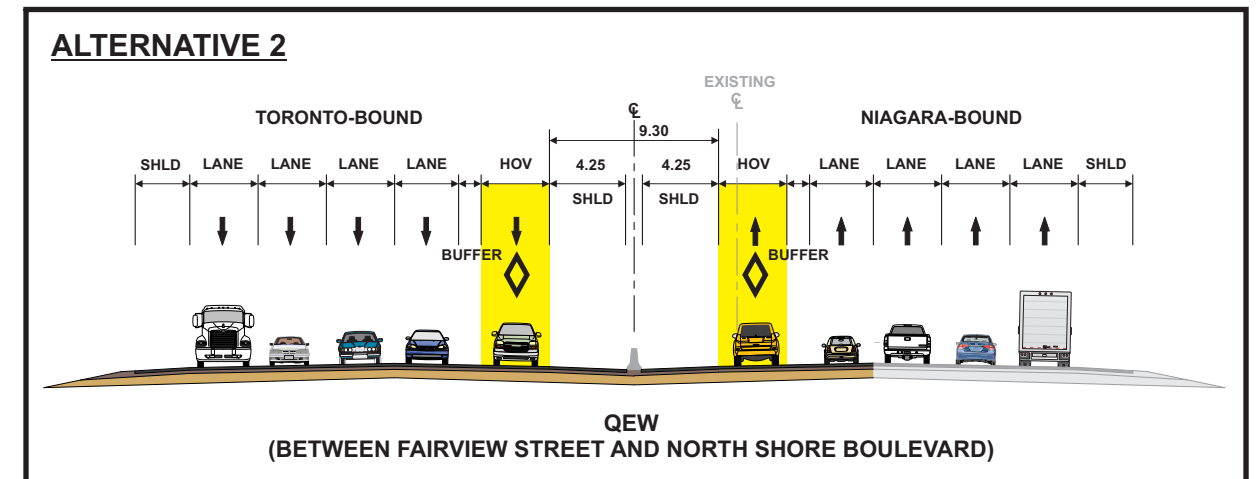 ALTERNATIVE 2
EXISTING
℄
℄
TORONTO-BOUND
9.30
NIAGARA-BOUND
SHLD LANE LANE LANE LANE HOV 4.25 4.25 HOV LANE LANE LANE LANE SHLD
SHLD SHLD
BUFFER BUFFER
QEW
(BETWEEN FAIRVIEW STREET AND NORTH SHORE BOULEVARD)